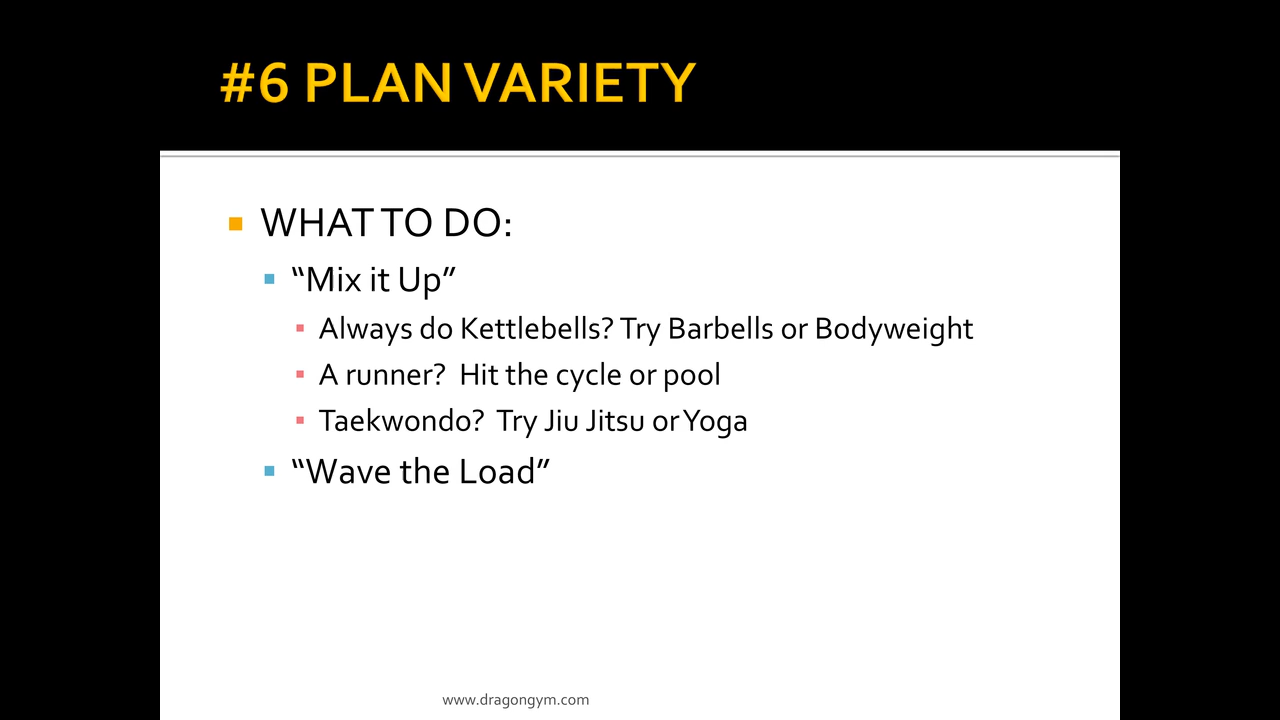 #6 PLAN VARIETY
WHAT TO DO:
“Mix it Up”
Always do Kettlebells? Try Barbells or Bodyweight
A runner?  Hit the cycle or pool
Taekwondo?  Try Jiu Jitsu or Yoga
“Wave the Load”
www.dragongym.com